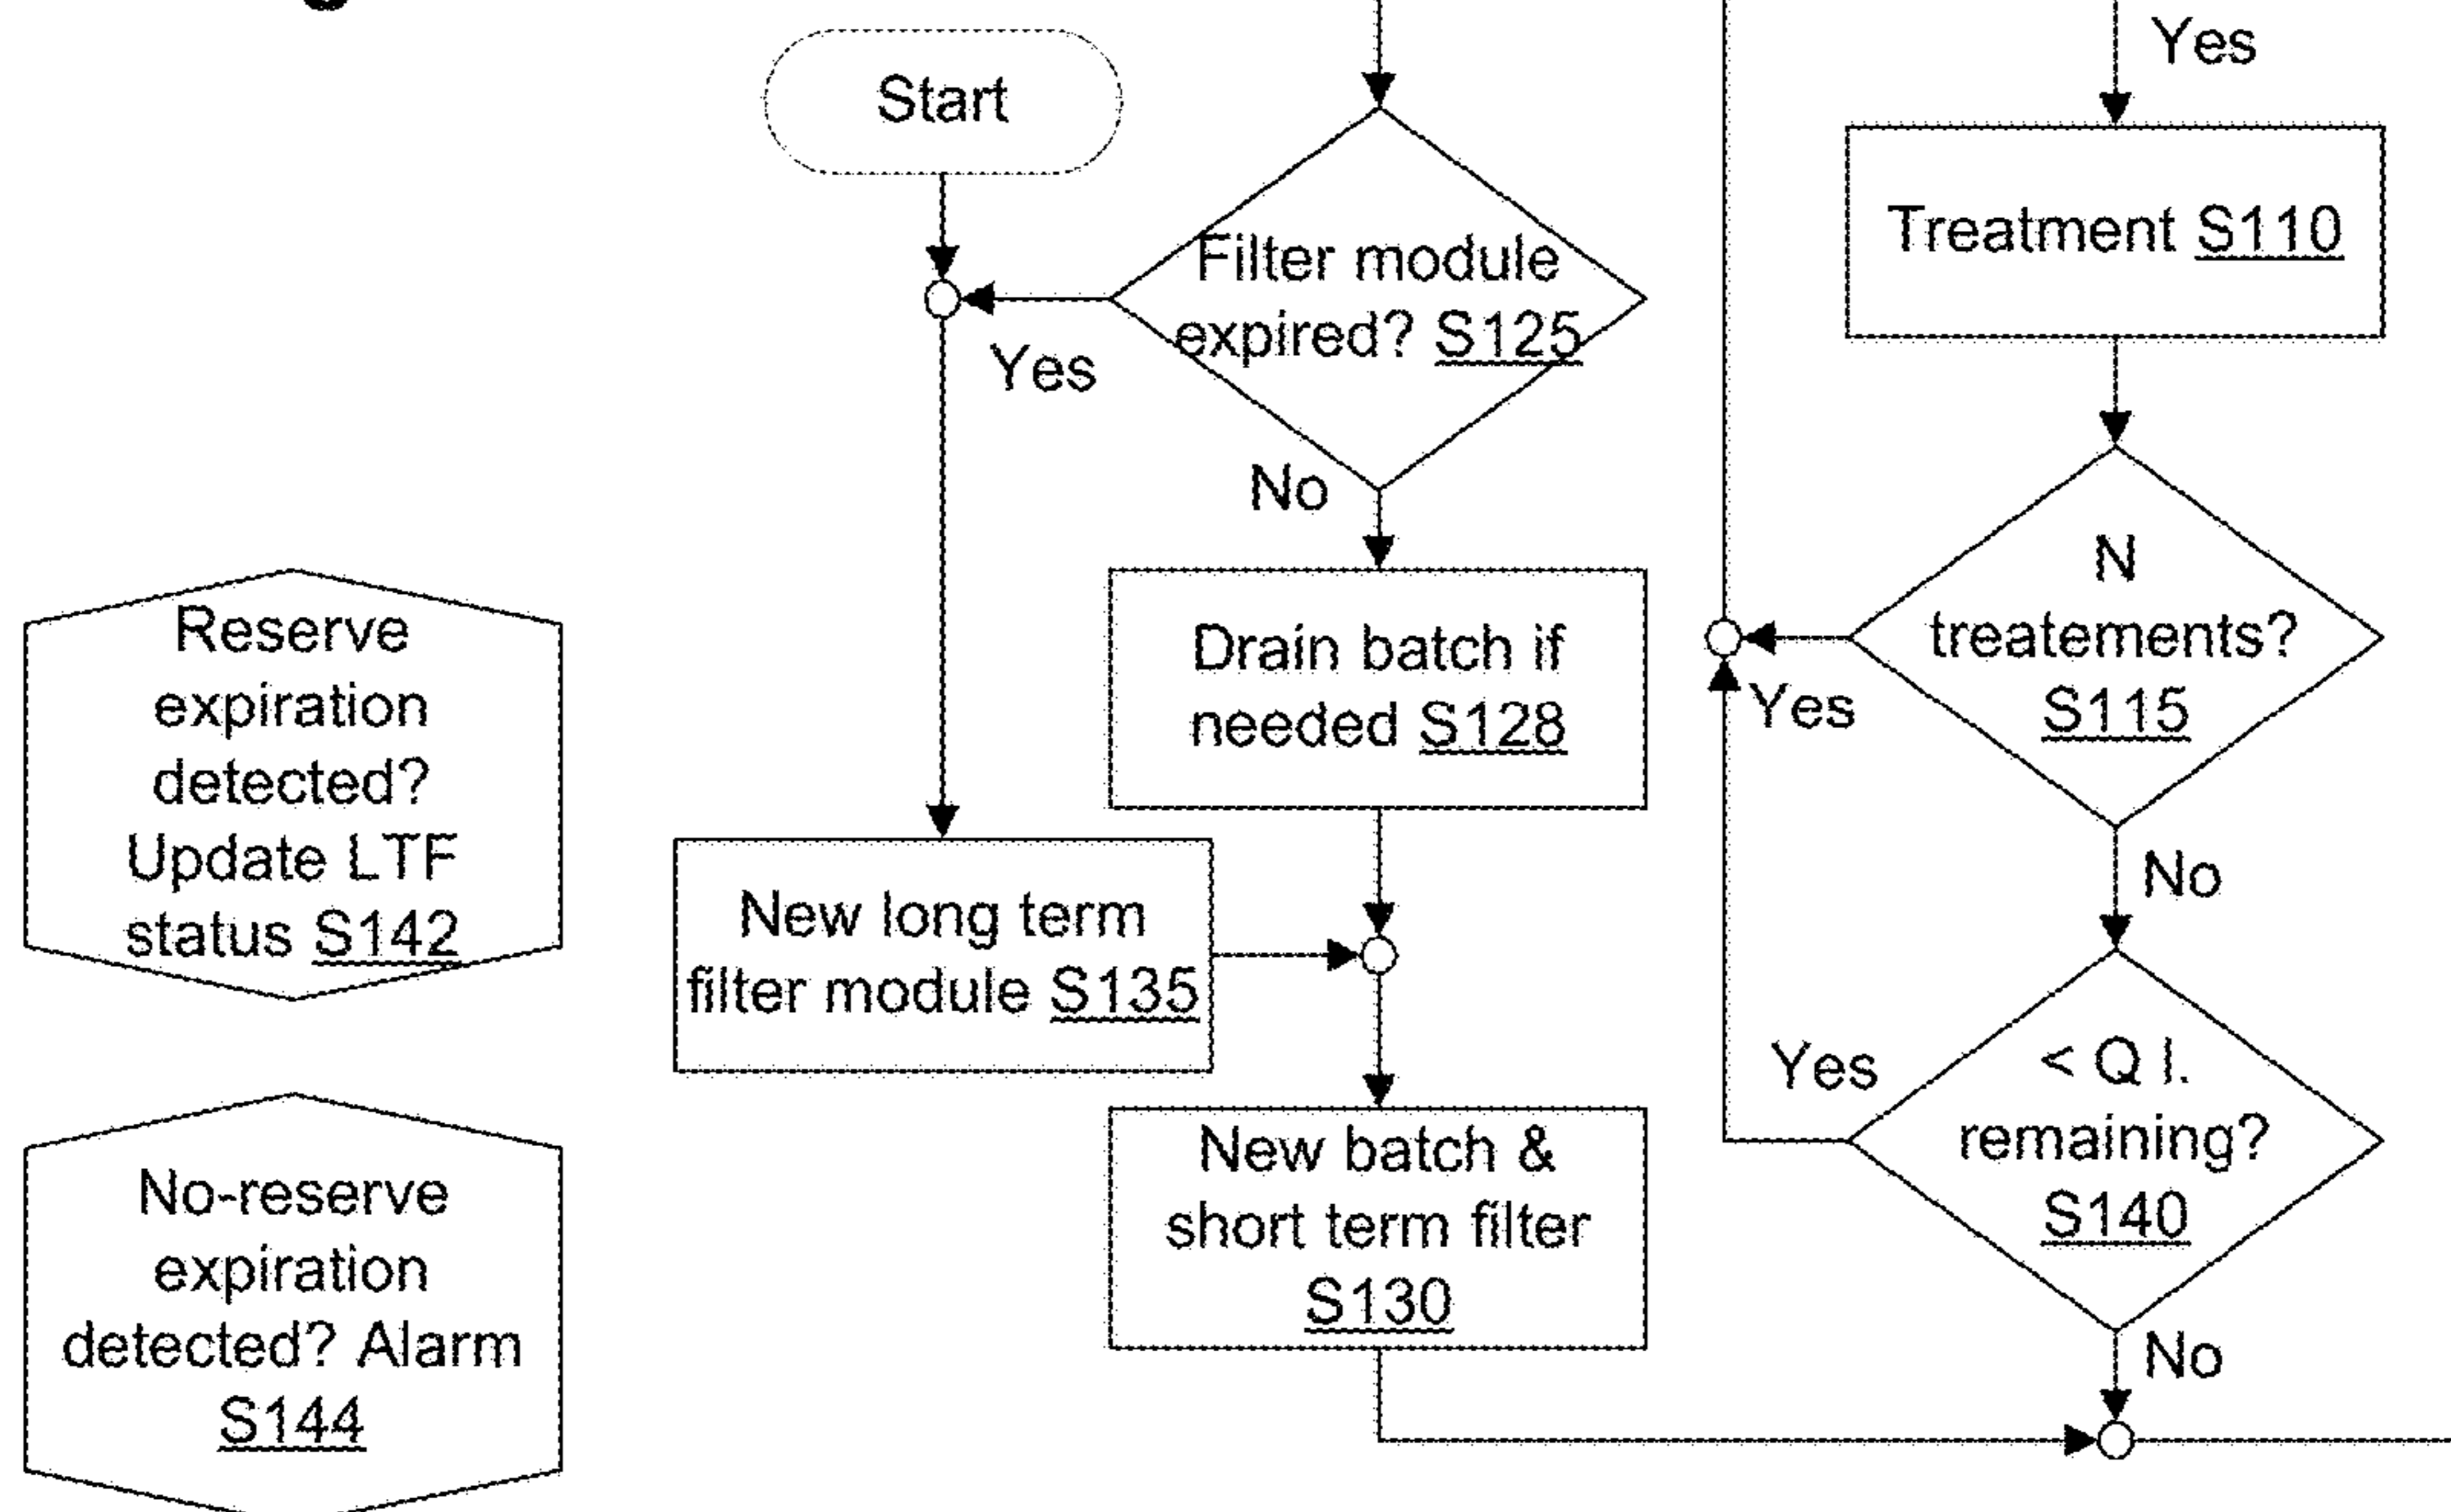 Start
Filter module
expired? S125
Yes
No
Drain batch if
needed S128
New long term
filter module S135
New batch &
short term filter
S130
Reserve
expiration
detected?
Update LTF
status S142
No-reserve
expiration
detected? Alarm
S144
Yes
Treatment S110
N
treatements?
S115
Yes
No
< Q l.
remaining?
S140
Yes
No